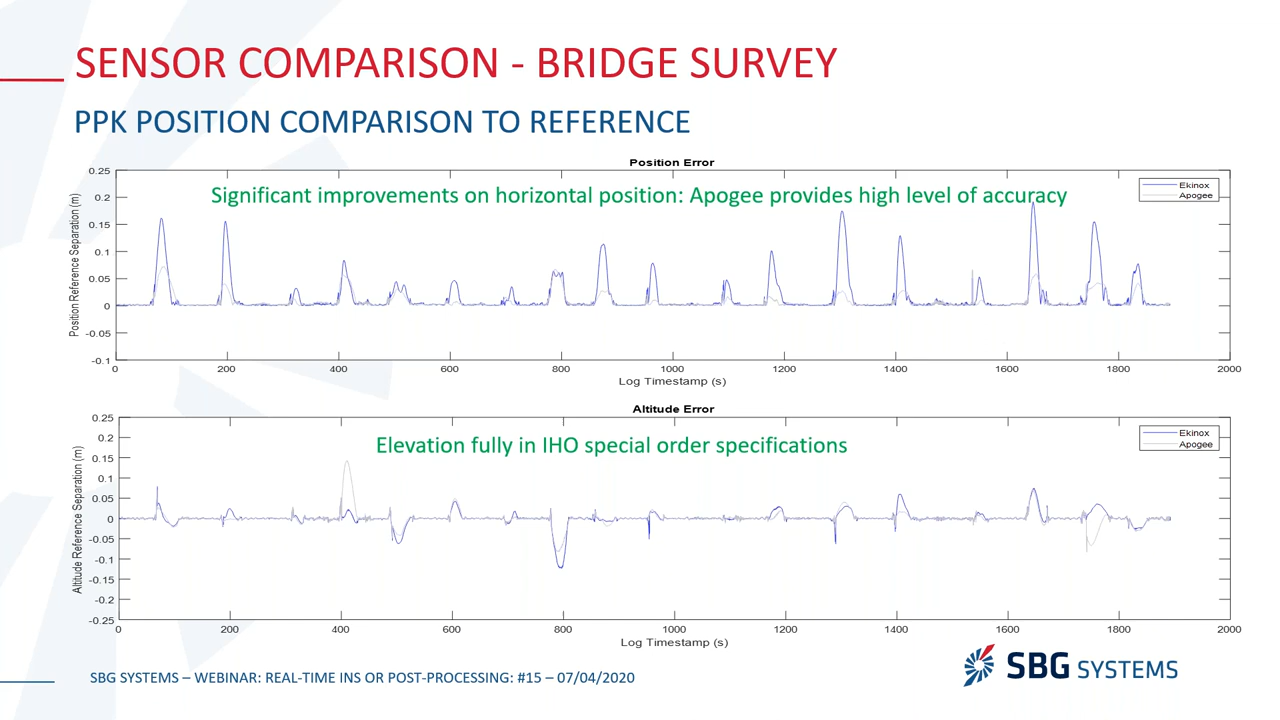 SENSOR COMPARISON - BRIDGE SURVEY
PPK POSITION COMPARISON TO REFERENCE
Position Error
Significant improvements on horizontal position: Apogee provides high level of accuracy
Ekinox
Apogee
Position Reference Separation (m)
0.25
0.2
0.15
0.1
0.05
0
-0.05
-0.1
0 200 400 600 800 1000 1200 1400 1600 1800 2000
Log Timestamp (s)
Altitude Error
Elevation fully in IHO special order specifications
Ekinox
Apogee
Altitude Reference Separation (m)
0.25
0.2
0.15
0.1
0.05
0
-0.05
-0.1
-0.15
-0.2
-0.25
0 200 400 600 800 1000 1200 1400 1600 1800 2000
Log Timestamp (s)
SBG SYSTEMS – WEBINAR: REAL-TIME INS OR POST-PROCESSING: #15 – 07/04/2020
SBG SYSTEMS